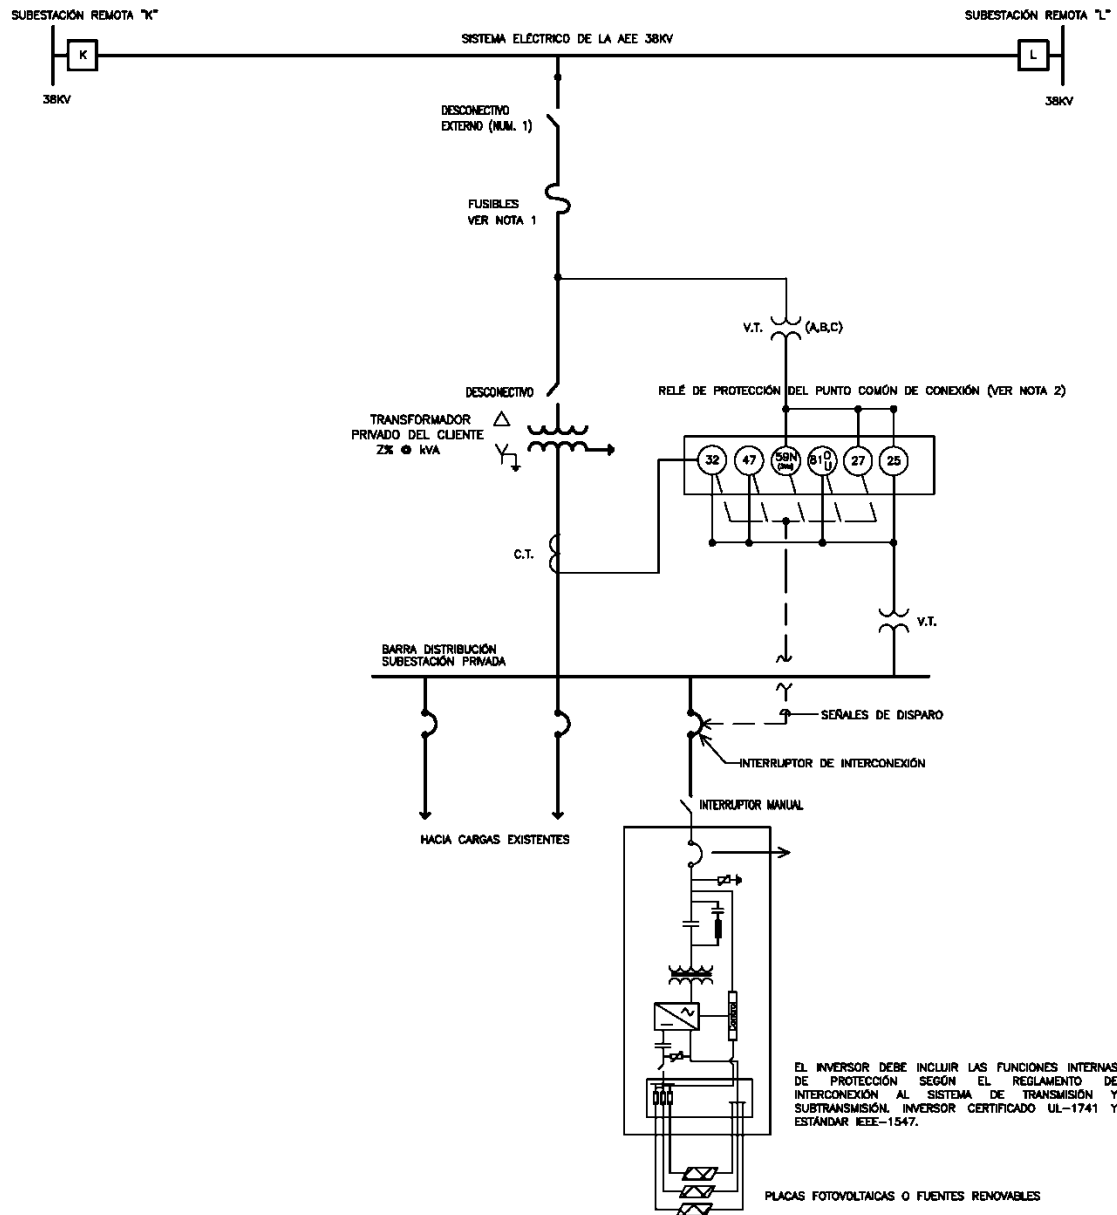 SUBESTACIÓN REMOTA "K"
SUBESTACIÓN REMOTA "L"
SISTEMA ELÉCTRICO DE LA AEE 38KV
K
L
38KV
38KV
DESCONECTIVO
EXTERNO (NUM. 1)
FUSIBLES
VER NOTA 1
V.T.
(A,B,C)
DESCONECTIVO
RELÉ DE PROTECCIÓN DEL PUNTO COMÚN DE CONEXIÓN (VER NOTA 2)
TRANSFORMADOR
PRIVADO DEL CLIENTE
Z% @ kVA
32
47
59N
81 O U
27
25
C.T.
V.T.
BARRA DISTRIBUCIÓN
SUBESTACIÓN PRIVADA
SEÑALES DE DISPARO
INTERRUPTOR DE INTERCONEXIÓN
INTERRUPTOR MANUAL
HACIA CARGAS EXISTENTES
Control
EL INVERSOR DEBE INCLUIR LAS FUNCIONES INTERNAS
DE PROTECCIÓN SEGÚN EL REGLAMENTO DE
INTERCONEXIÓN AL SISTEMA DE TRANSMISIÓN Y
SUBTRANSMISIÓN. INVERSOR CERTIFICADO UL-1741 Y
ESTÁNDAR IEEE-1547.
PLACAS FOTOVOLTAICAS O FUENTES RENOVABLES